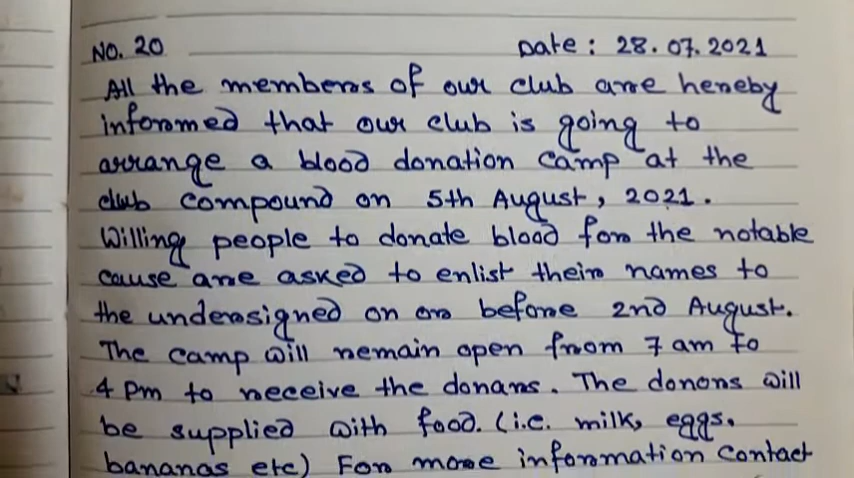 No. 20 Date : 28.07.2021
All the members of our club are hereby
informed that our club is going to
arrange a blood donation camp at the
club compound on 5th August, 2021.
Willing people to donate blood for the notable
cause are asked to enlist their names to
the undersigned on or before 2nd August.
The camp will remain open from 7 am to
4 pm to receive the donars. The donors will
be supplied with food. (i.e. milk, eggs,
bananas etc) For more information contact